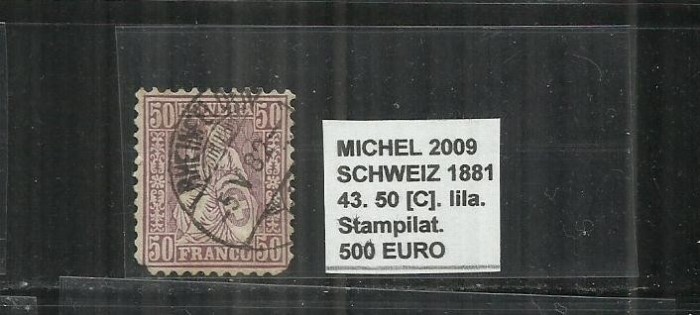 50 HELVETIA 50
50 FRANCO 50
MICHEL 2009
SCHWEIZ 1881
43. 50 [C]. lila.
Stampilat.
500 EURO